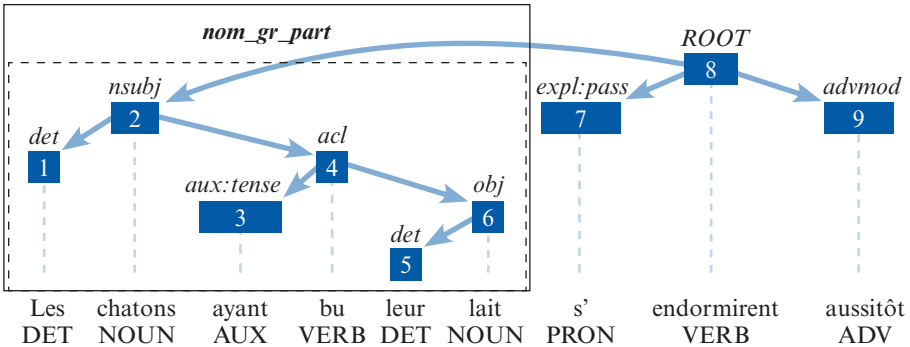 nom_gr_part
ROOT
8
nsubj
2
expl:pass
7
advmod
9
det
1
acl
4
aux:tense
3
obj
6
det
5
Les chatons ayant bu leur lait s' endormirent aussitôt
DET NOUN AUX VERB DET NOUN PRON VERB ADV